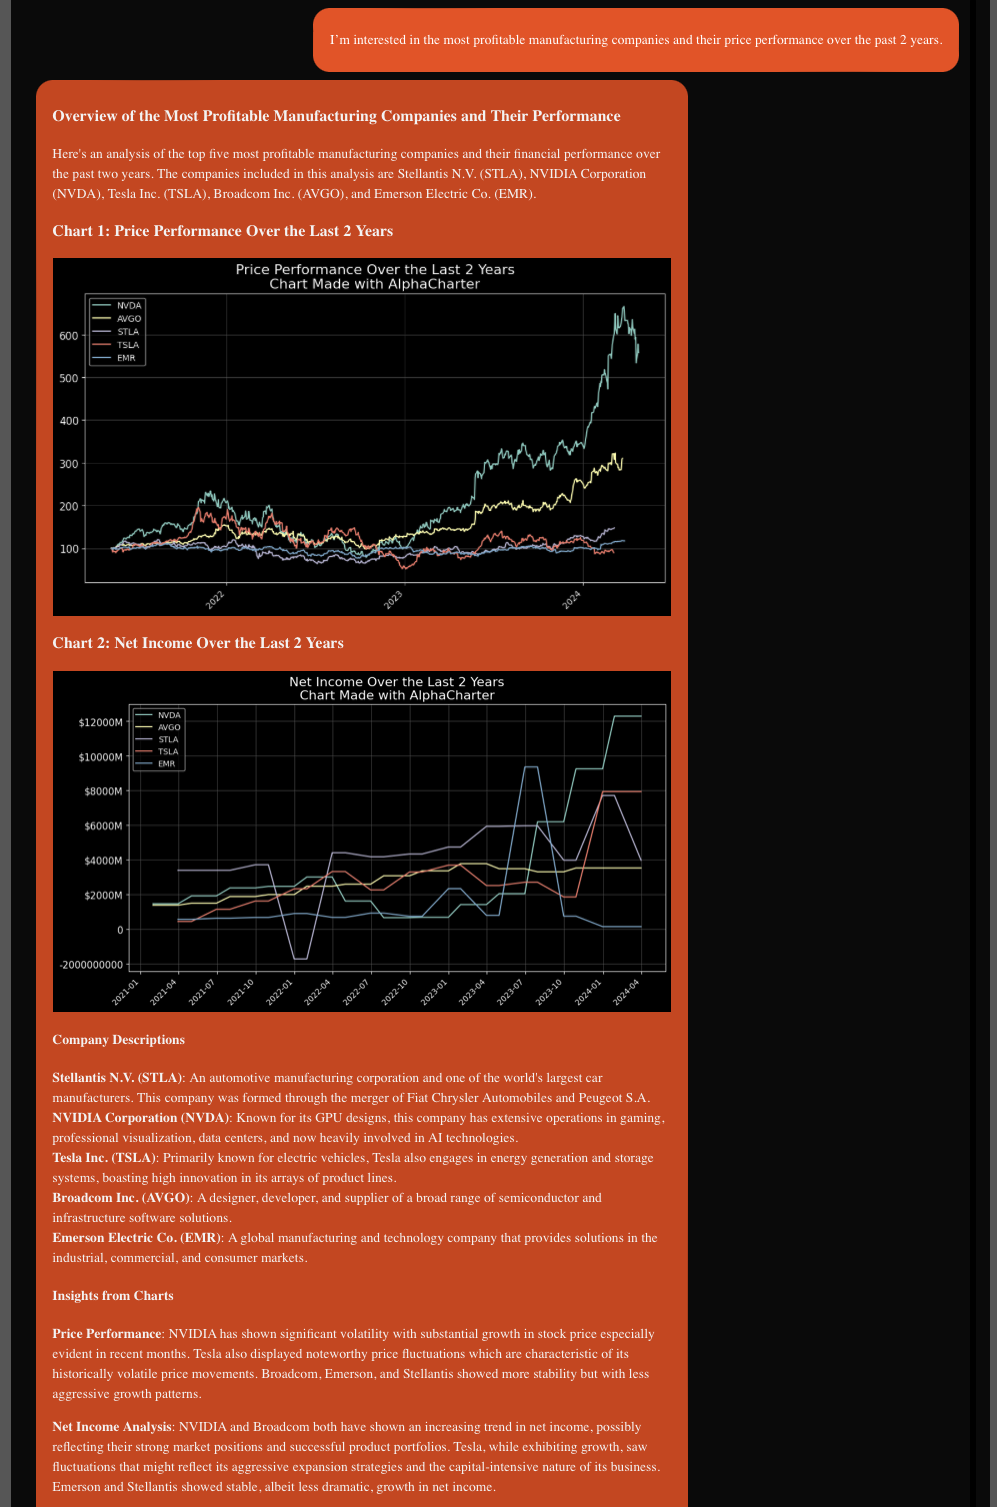 I'm interested in the most profitable manufacturing companies and their price performance over the past 2 years.
Overview of the Most Profitable Manufacturing Companies and Their Performance
Here's an analysis of the top five most profitable manufacturing companies and their financial performance over
the past two years. The companies included in this analysis are Stellantis N.V. (STLA), NVIDIA Corporation
(NVDA), Tesla Inc. (TSLA), Broadcom Inc. (AVGO), and Emerson Electric Co. (EMR).
Chart 1: Price Performance Over the Last 2 Years
Price Performance Over the Last 2 Years
Chart Made with AlphaCharter
NVDA
AVGO
STLA
TSLA
EMR
600
500
400
300
200
100
2022
2023
2024
Chart 2: Net Income Over the Last 2 Years
Net Income Over the Last 2 Years
Chart Made with AlphaCharter
NVDA
AVGO
STLA
TSLA
EMR
$12000M
$10000M
$8000M
$6000M
$4000M
$2000M
0
-2000000000
2021-01
2021-04
2021-07
2021-10
2022-01
2022-04
2022-07
2022-10
2023-01
2023-04
2023-07
2023-10
2024-01
2024-04
Company Descriptions
Stellantis N.V. (STLA): An automotive manufacturing corporation and one of the world's largest car
manufacturers. This company was formed through the merger of Fiat Chrysler Automobiles and Peugeot S.A.
NVIDIA Corporation (NVDA): Known for its GPU designs, this company has extensive operations in gaming,
professional visualization, data centers, and now heavily involved in AI technologies.
Tesla Inc. (TSLA): Primarily known for electric vehicles, Tesla also engages in energy generation and storage
systems, boasting high innovation in its arrays of product lines.
Broadcom Inc. (AVGO): A designer, developer, and supplier of a broad range of semiconductor and
infrastructure software solutions.
Emerson Electric Co. (EMR): A global manufacturing and technology company that provides solutions in the
industrial, commercial, and consumer markets.
Insights from Charts
Price Performance: NVIDIA has shown significant volatility with substantial growth in stock price especially
evident in recent months. Tesla also displayed noteworthy price fluctuations which are characteristic of its
historically volatile price movements. Broadcom, Emerson, and Stellantis showed more stability but with less
aggressive growth patterns.
Net Income Analysis: NVIDIA and Broadcom both have shown an increasing trend in net income, possibly
reflecting their strong market positions and successful product portfolios. Tesla, while exhibiting growth, saw
fluctuations that might reflect its aggressive expansion strategies and the capital-intensive nature of its business.
Emerson and Stellantis showed stable, albeit less dramatic, growth in net income.